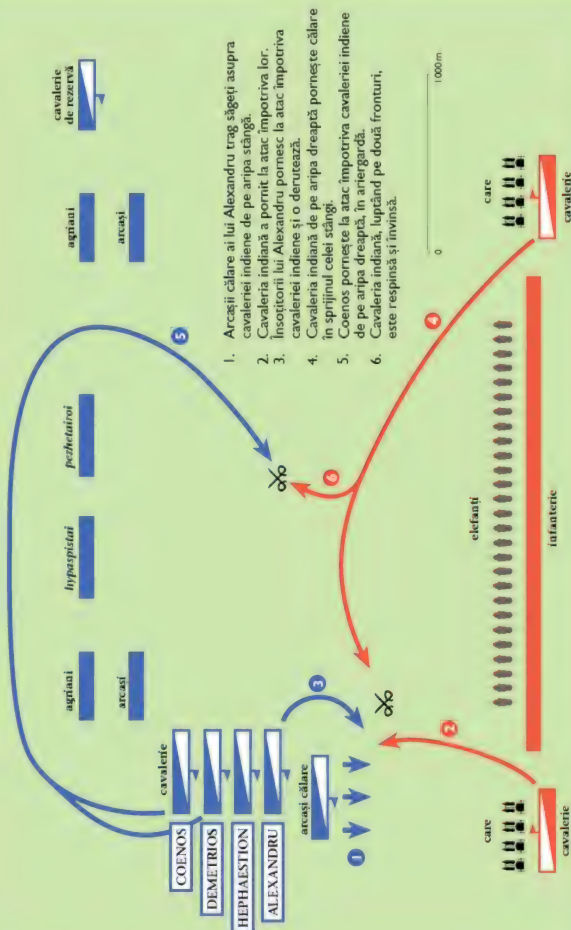 agriani
hypaspistai
pezhetairoi
agriani
cavalerie
de rezervă
arcași
arcași
cavalerie
COENOS
DEMETRIOS
HEPHAESTION
ALEXANDRU
arcași călare
1
2
3
4
5
6
1. Arcașii călare ai lui Alexandru trag săgeți asupra
cavaleriei indiene de pe aripa stângă.
2. Cavaleria indiană a pornit la atac împotriva lor.
3. Însoțitorii lui Alexandru pornesc la atac împotriva
cavaleriei indiene și o derutează.
4. Cavaleria indiană de pe aripa dreaptă pornește călare
în sprijinul celei stângi.
5. Coenos pornește la atac împotriva cavaleriei indiene
de pe aripa dreaptă, în ariergardă.
6. Cavaleria indiană, luptând pe două fronturi,
este respinsă și învinsă.
0
1000 m
care
elefanți
care
cavalerie
infanterie
cavalerie